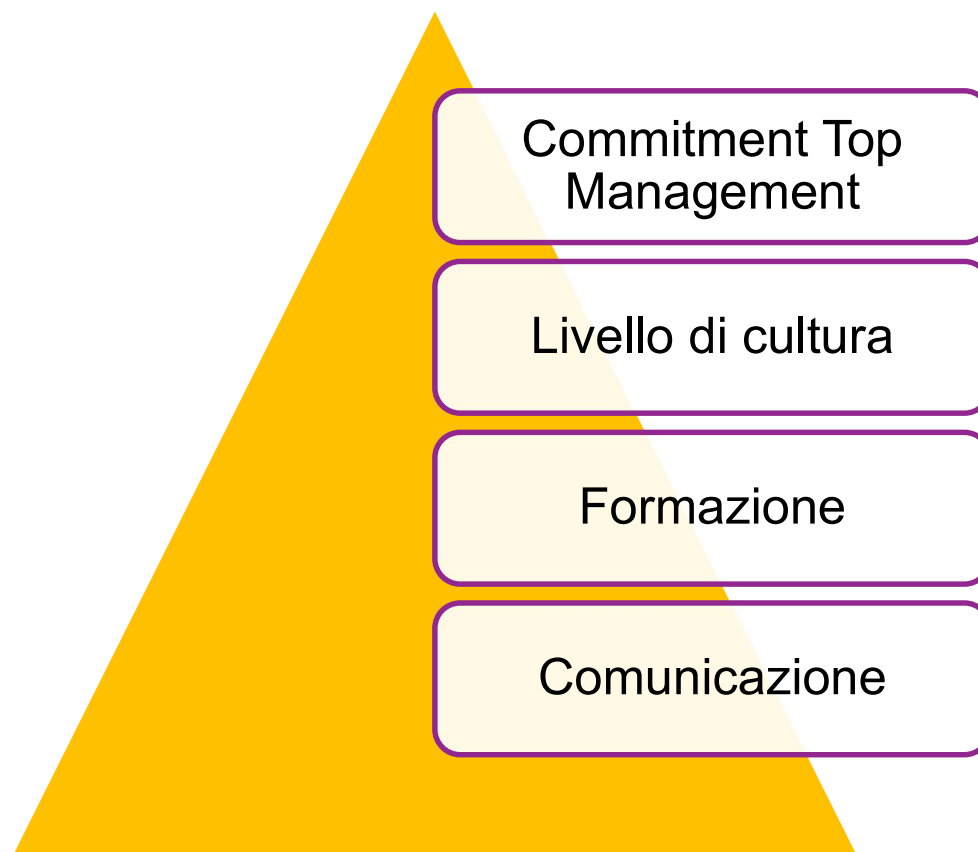 Commitment Top
Management
Livello di cultura
Formazione
Comunicazione